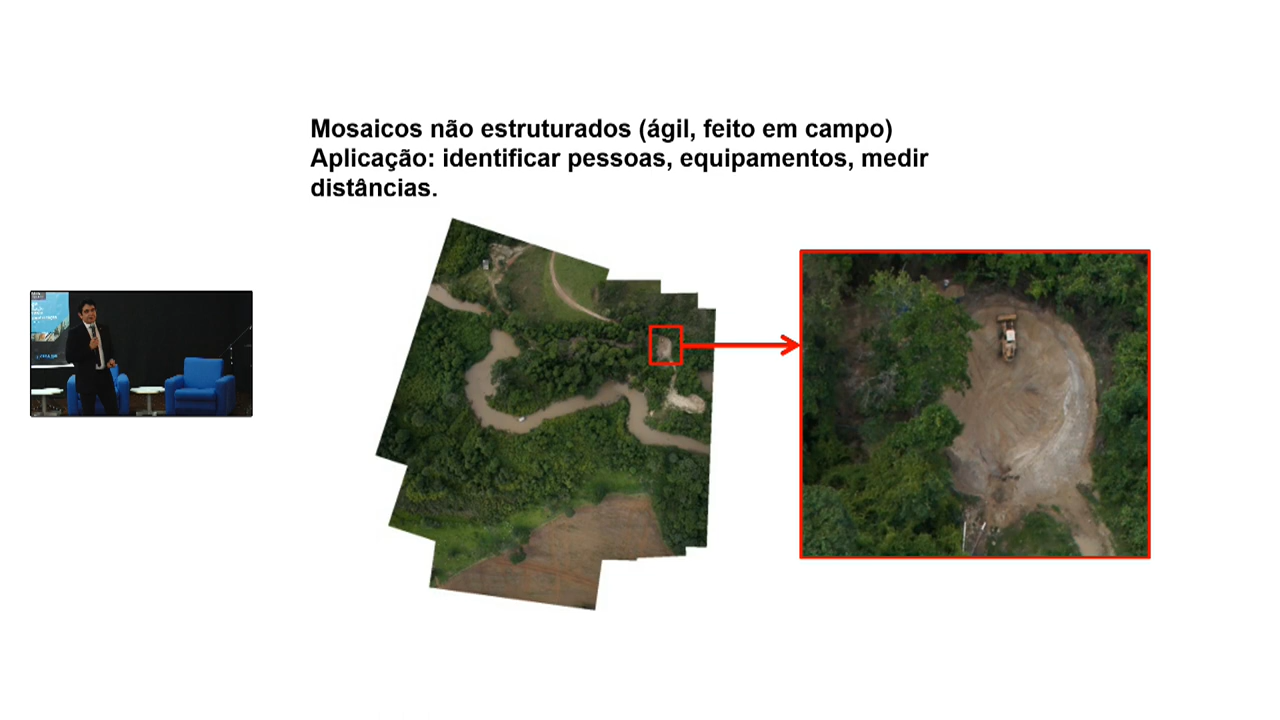 Mosaicos não estruturados (ágil, feito em campo)
Aplicação: identificar pessoas, equipamentos, medir
distâncias.